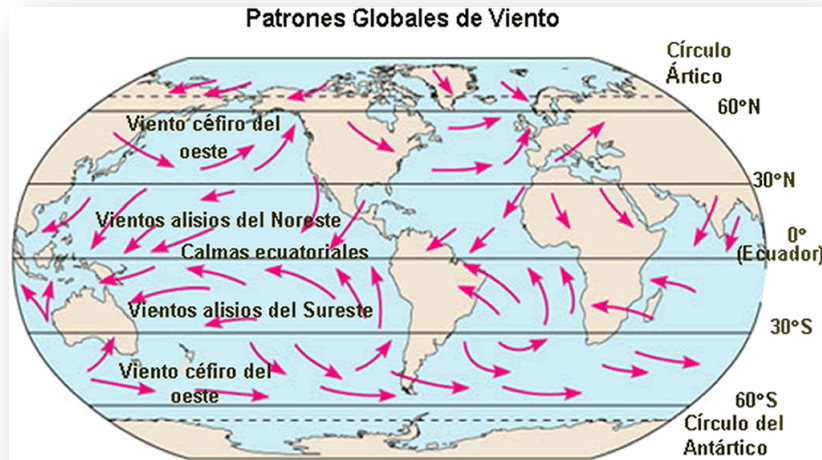 Patrones Globales de Viento
Círculo
Ártico
60°N
Viento céfiro del
oeste
30°N
Vientos alisios del Noreste
0°
Calmas ecuatoriales
(Ecuador)
Vientos alisios del Sureste
30°S
Viento céfiro del
oeste
60°S
Círculo del
Antártico